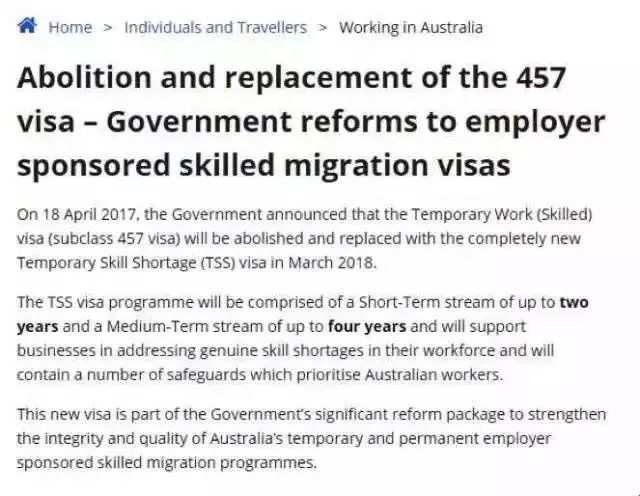 Home > Individuals and Travellers > Working in Australia
Abolition and replacement of the 457
visa – Government reforms to employer
sponsored skilled migration visas
On 18 April 2017, the Government announced that the Temporary Work (Skilled)
visa (subclass 457 visa) will be abolished and replaced with the completely new
Temporary Skill Shortage (TSS) visa in March 2018.
The TSS visa programme will be comprised of a Short-Term stream of up to two
years and a Medium-Term stream of up to four years and will support
businesses in addressing genuine skill shortages in their workforce and will
contain a number of safeguards which prioritise Australian workers.
This new visa is part of the Government's significant reform package to strengthen
the integrity and quality of Australia's temporary and permanent employer
sponsored skilled migration programmes.